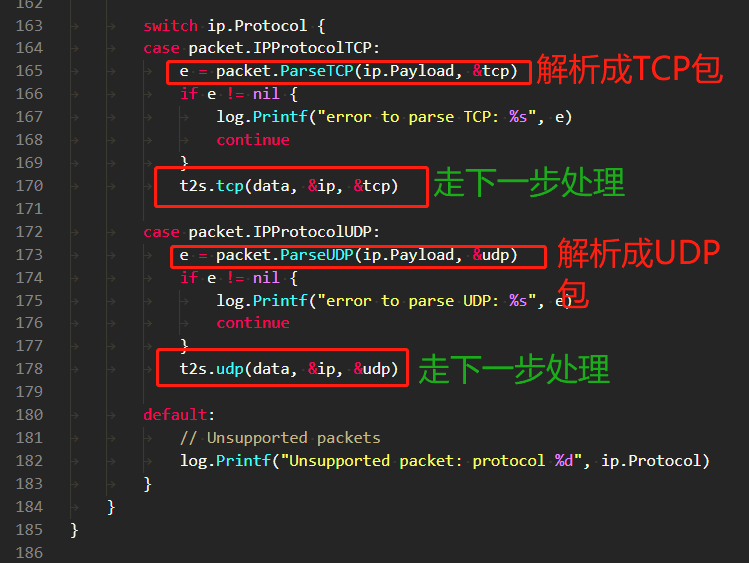 162
163 switch ip.Protocol {
164 case packet.IPProtocolTCP:
165 e = packet.ParseTCP(ip.Payload, &tcp) 解析成TCP包
166 if e != nil {
167 log.Printf("error to parse TCP: %s", e)
168 continue
169 }
170 t2s.tcp(data, &ip, &tcp) 走下一步处理
171
172 case packet.IPProtocolUDP:
173 e = packet.ParseUDP(ip.Payload, &udp) 解析成UDP
174 if e != nil { 包
175 log.Printf("error to parse UDP: %s", e)
176 continue
177 }
178 t2s.udp(data, &ip, &udp) 走下一步处理
179
180 default:
181 // Unsupported packets
182 log.Printf("Unsupported packet: protocol %d", ip.Protocol)
183 }
184 }
185 }
186